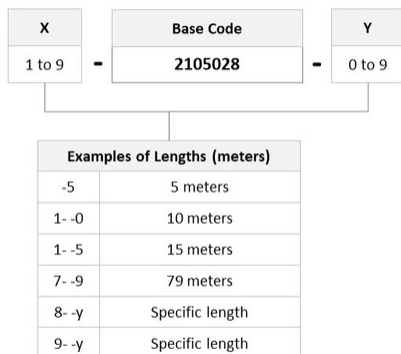 X Base Code Y
1 to 9 - 2105028 - 0 to 9
Examples of Lengths (meters)
-5 5 meters
1- -0 10 meters
1- -5 15 meters
7- -9 79 meters
8- -y Specific length
9- -y Specific length